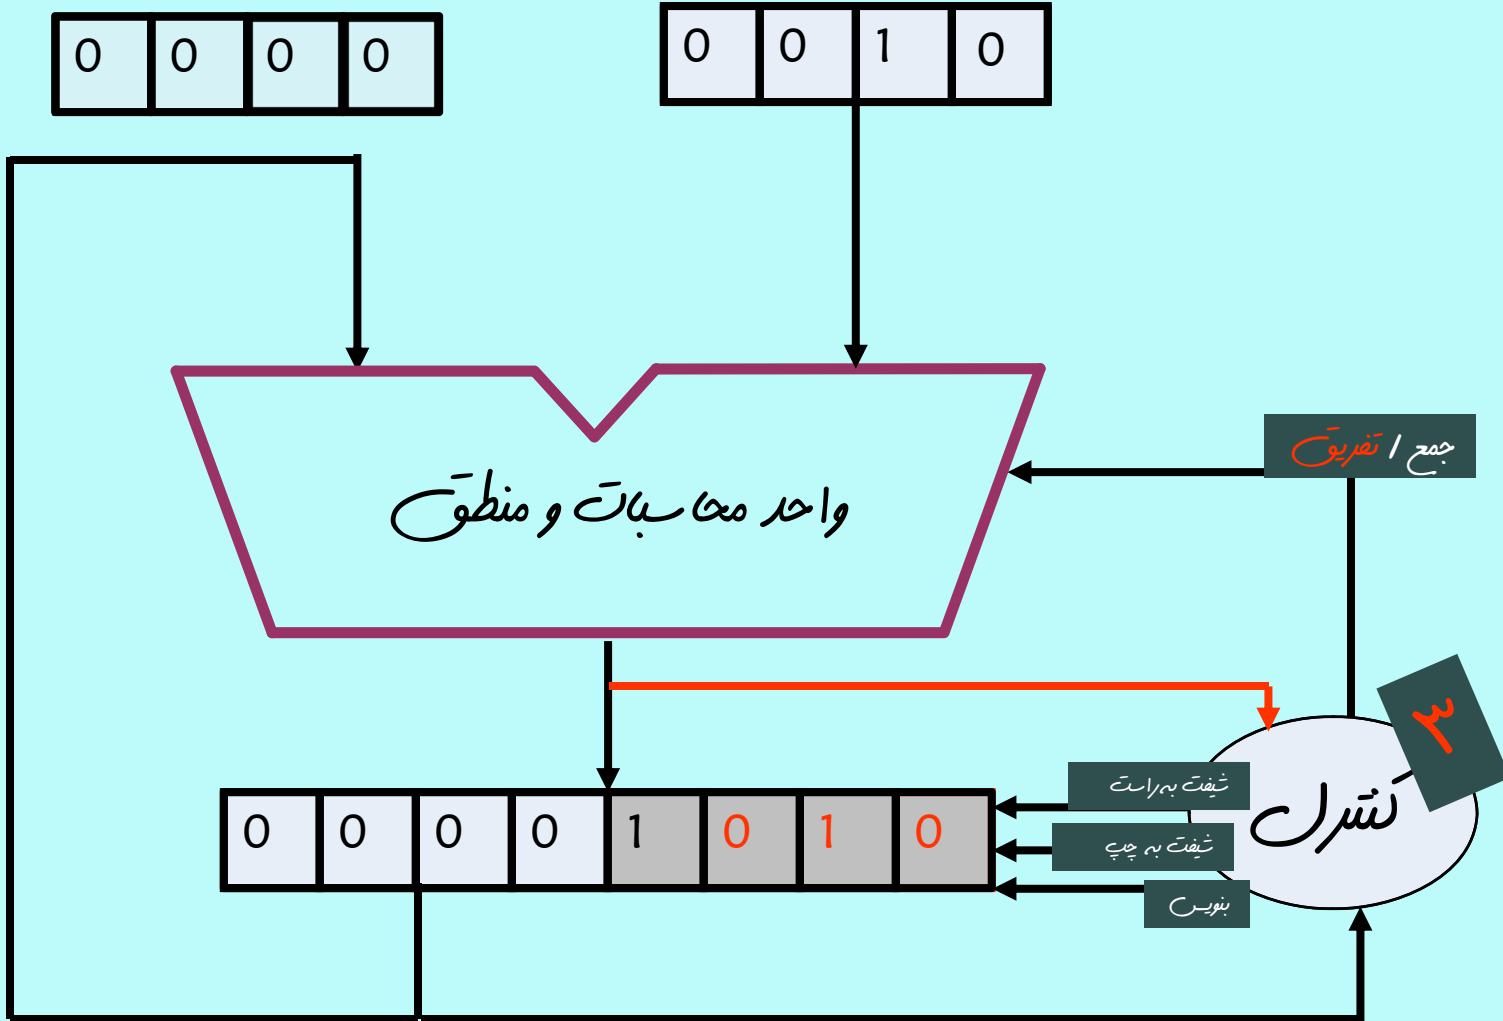 0 0 0 0
0 0 1 0
جمع / تفریق
واحد محاسبات و منطق
۳
شیفت به راست
کنترل
شیفت به چپ
بنویس
0 0 0 0 1 0 1 0